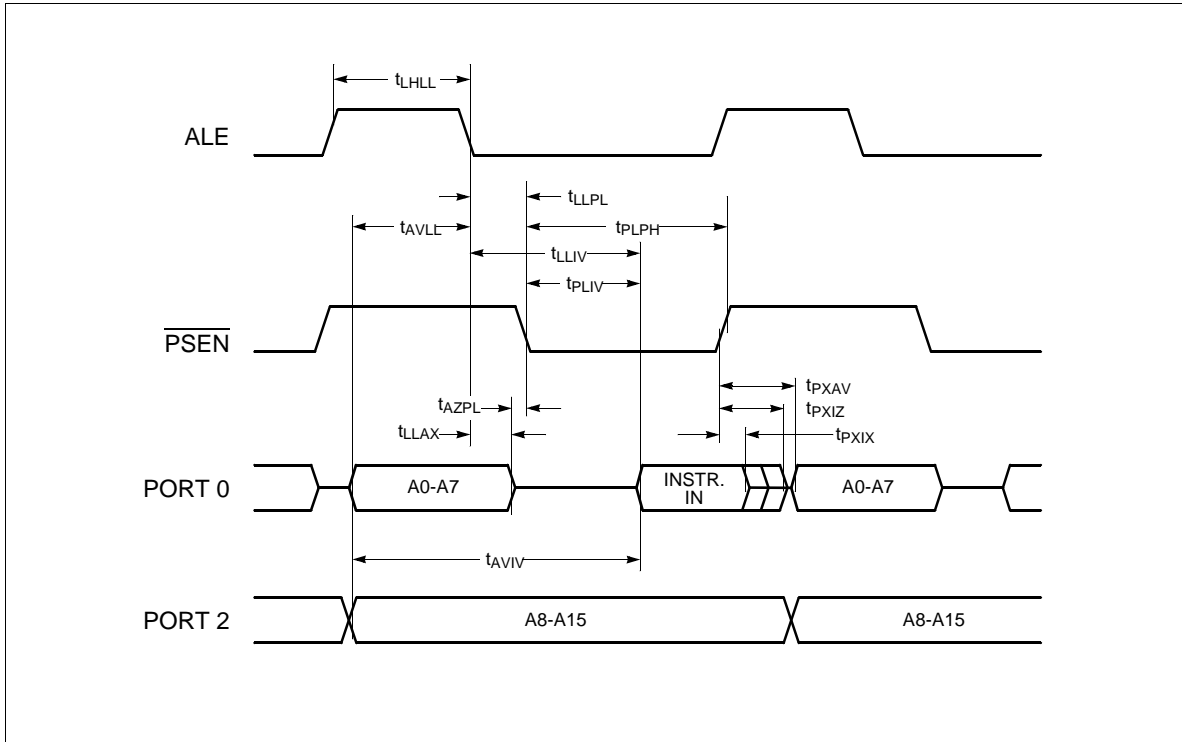 tLHLL
ALE
tLLPL
tAVLL
tPLPH
tLLIV
tPLIV
PSEN
tPXAV
tAZPL
tPXIZ
tLLAX
tPXIX
PORT 0
A0-A7
INSTR.
IN
A0-A7
tAVIV
PORT 2
A8-A15
A8-A15